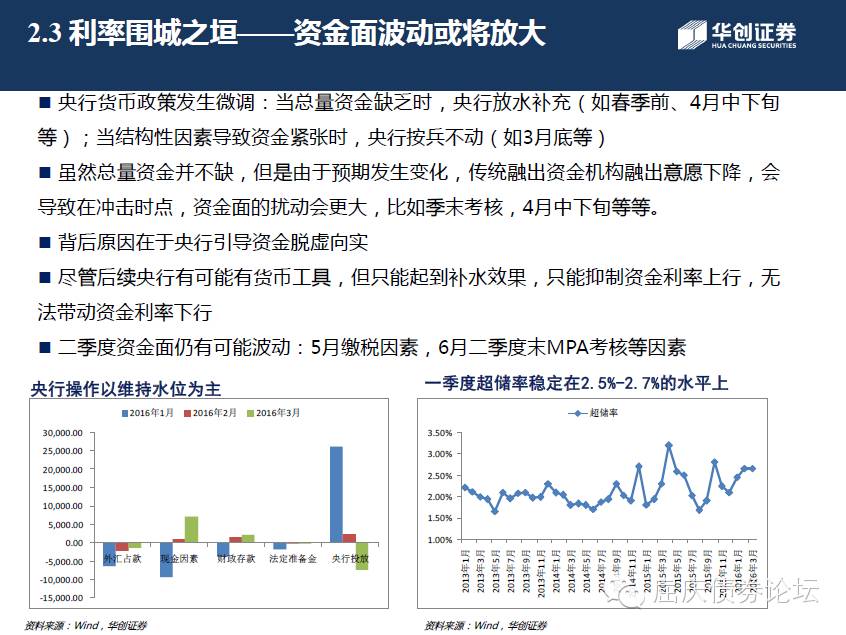 2.3 利率围城之垣——资金面波动或将放大
华创证券
HUA CHUANG SECURITIES
■ 央行货币政策发生微调：当总量资金缺乏时，央行放水补充（如春季前、4月中下旬
等）；当结构性因素导致资金紧张时，央行按兵不动（如3月底等）
■ 虽然总量资金并不缺，但是由于预期发生变化，传统融出资金机构融出意愿下降，会
导致在冲击时点，资金面的扰动会更大，比如季末考核，4月中下旬等等。
■ 背后原因在于央行引导资金脱虚向实
■ 尽管后续央行有可能有货币工具，但只能起到补水效果，只能抑制资金利率上行，无
法带动资金利率下行
■ 二季度资金面仍有可能波动：5月缴税因素，6月二季度末MPA考核等因素
央行操作以维持水位为主
2016年1月 2016年2月 2016年3月
30,000.00
25,000.00
20,000.00
15,000.00
10,000.00
5,000.00
0.00
-5,000.00
-10,000.00
-15,000.00
外汇占款 现金因素 财政存款 法定准备金 央行投放
资料来源：Wind，华创证券
一季度超储率稳定在2.5%-2.7%的水平上
超储率
3.50%
3.00%
2.50%
2.00%
1.50%
1.00%
2013年1月
2013年3月
2013年5月
2013年7月
2013年9月
2013年11月
2014年1月
2014年3月
2014年5月
2014年7月
2014年9月
2014年11月
2015年1月
2015年3月
2015年5月
2015年7月
2015年9月
2015年11月
2016年1月
2016年3月
屈庆债券论坛
资料来源：Wind，华创证券